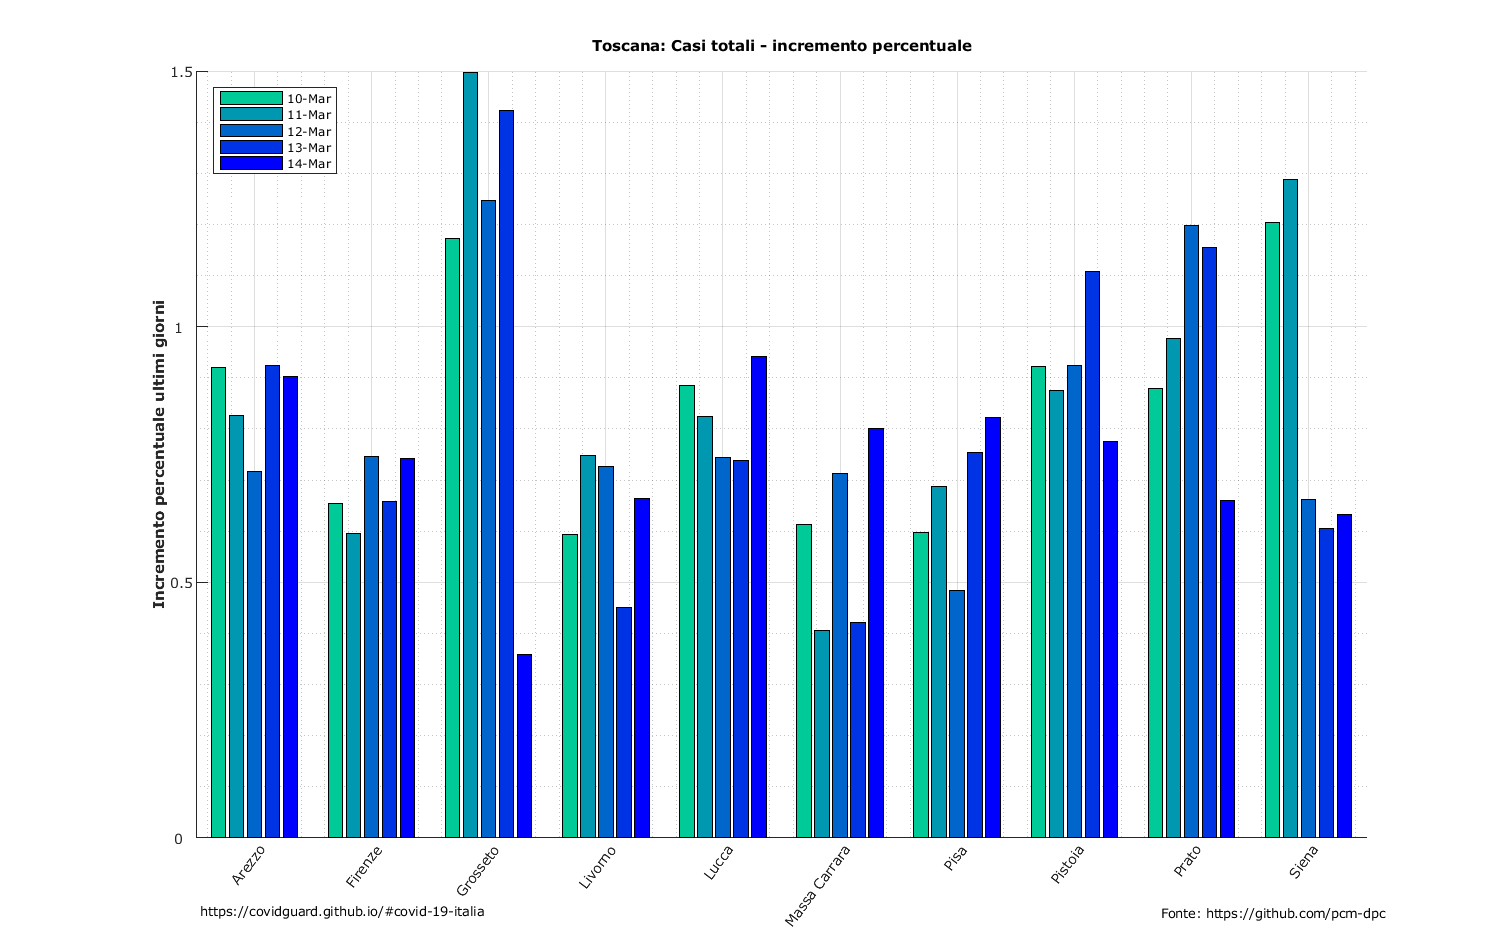 Toscana: Casi totali - incremento percentuale
1.5
1
0.5
0
Incremento percentuale ultimi giorni
10-Mar
11-Mar
12-Mar
13-Mar
14-Mar
Arezzo
Firenze
Grosseto
Livorno
Lucca
Massa Carrara
Pisa
Pistoia
Prato
Siena
https://covidguard.github.io/#covid-19-italia
Fonte: https://github.com/pcm-dpc